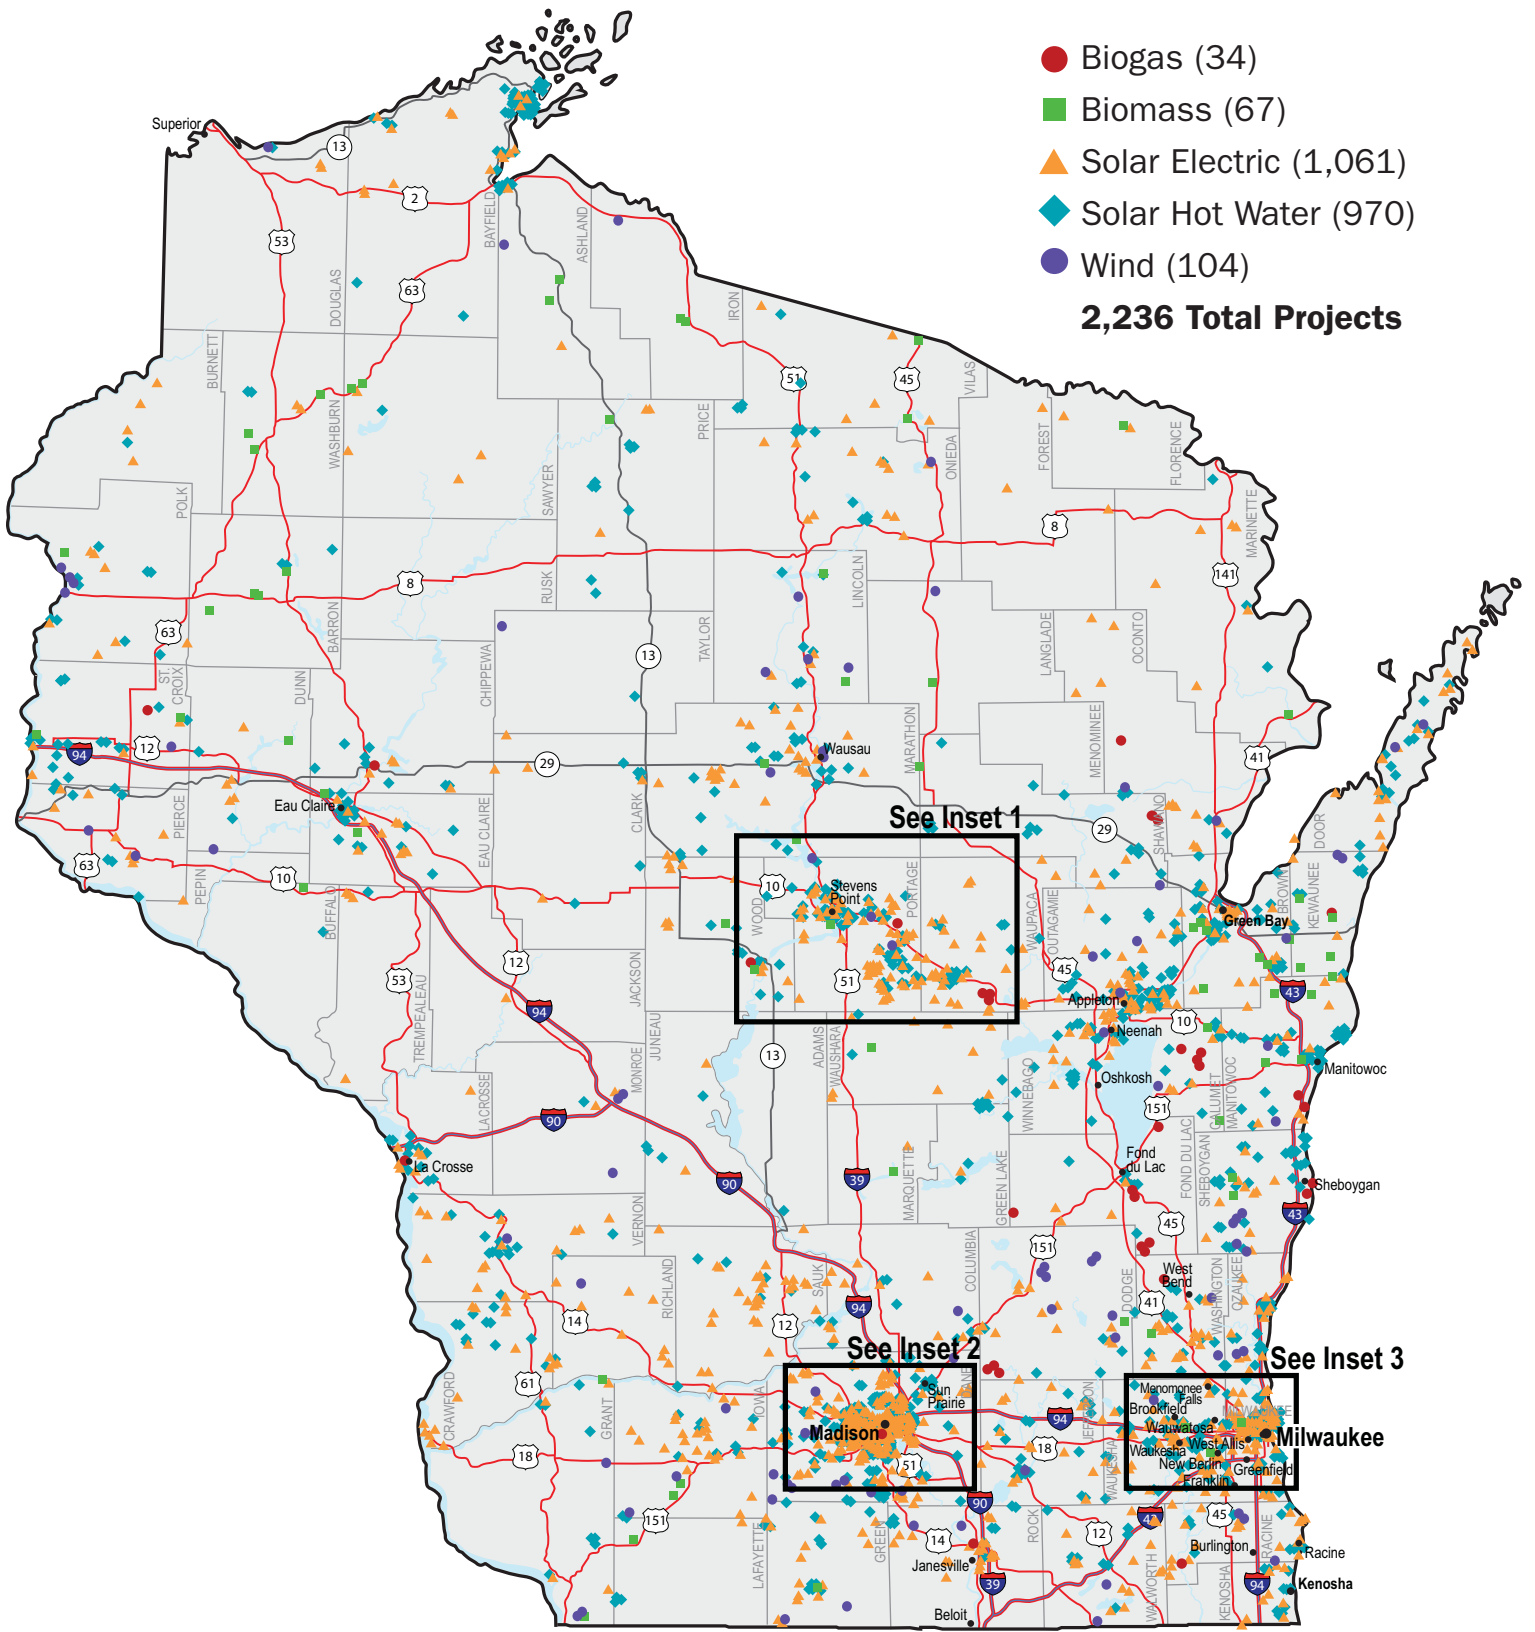 Biogas (34)
Biomass (67)
Solar Electric (1,061)
Solar Hot Water (970)
Wind (104)
2,236 Total Projects
Superior
13
2
53
63
BAYFIELD
ASHLAND
DOUGLAS
IRON
BURNETT
WASHBURN
51
45
VILAS
PRICE
SAWYER
ONIEDA
FOREST
FLORENCE
POLK
8
MARINETTE
8
RUSK
LINCOLN
141
63
BARRON
TAYLOR
LANGLADE
OCONTO
13
CHIPPEWA
ST.
CROIX
DUNN
94
12
29
Wausau
MARATHON
MENOMINEE
41
Eau Claire
PIERCE
EAU CLAIRE
CLARK
See Inset 1
29
SHAWANO
DOOR
63
10
PEPIN
BUFFALO
10
Stevens
Point
WOOD
PORTAGE
WAUPACA
OUTAGAMIE
BROWN
KEWAUNEE
Green Bay
53
12
JACKSON
51
45
43
94
TREMPEALEAU
Appleton
10
Neenah
JUNEAU
MONROE
13
ADAMS
WAUSHARA
WINNEBAGO
Oshkosh
CALUMET
MANITOWOC
Manitowoc
LACROSSE
90
151
La Crosse
90
39
MARQUETTE
GREEN LAKE
Fond
du Lac
FOND DU LAC
SHEBOYGAN
Sheboygan
43
VERNON
151
45
RICHLAND
SAUK
COLUMBIA
DODGE
West
Bend
WASHINGTON
OZAUKEE
14
12
94
41
See Inset 2
See Inset 3
61
CRAWFORD
GRANT
IOWA
DANE
Sun
Prairie
Madison
JEFFERSON
94
18
18
51
WAUKESHA
Menomonee
Falls
Brookfield
MILWAUKEE
Wauwatosa
Milwaukee
Waukesha
West Allis
New Berlin
Greenfield
Franklin
151
90
LAFAYETTE
GREEN
14
ROCK
12
43
45
RACINE
Janesville
Burlington
Racine
39
WALWORTH
KENOSHA
94
Kenosha
Beloit